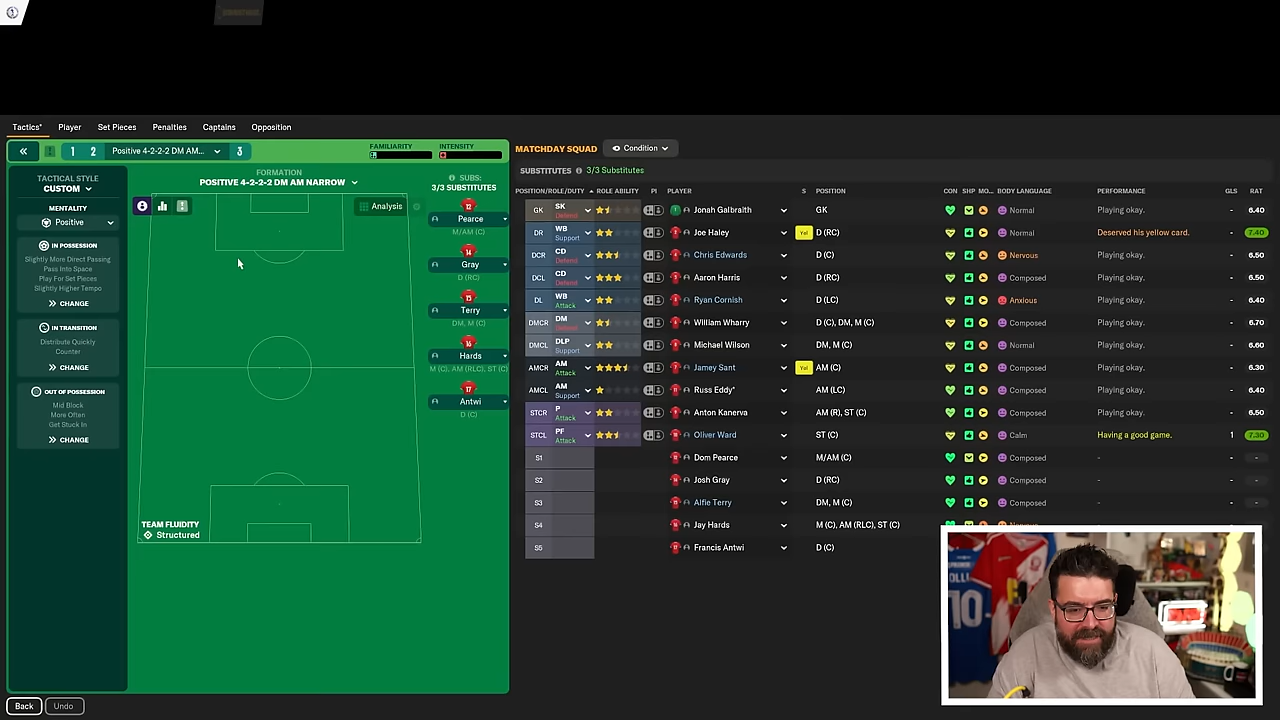 Tactics* Player Set Pieces Penalties Captains Opposition
1 2 Positive 4-2-2-2 DM AM... 3
FAMILIARITY INTENSITY
TACTICAL STYLE
CUSTOM
MENTALITY
Positive
IN POSSESSION
Slightly More Direct Passing
Pass Into Space
Play For Set Pieces
Slightly Higher Tempo
CHANGE
IN TRANSITION
Distribute Quickly
Counter
CHANGE
OUT OF POSSESSION
Mid Block
More Often
Get Stuck In
CHANGE
FORMATION
POSITIVE 4-2-2-2 DM AM NARROW
Analysis
TEAM FLUIDITY
Structured
SUBS:
3/3 SUBSTITUTES
12
Pearce
M/AM (C)
14
Gray
D (RC)
15
Terry
DM, M (C)
16
Hards
M (C), AM (RLC), ST (C)
17
Antwi
D (C)
MATCHDAY SQUAD Condition
SUBSTITUTES 3/3 Substitutes
POSITION/ROLE/DUTY ROLE ABILITY PI PLAYER S POSITION CON SHP MO... BODY LANGUAGE PERFORMANCE GLS RAT
GK SK Defend Jonah Galbraith GK Normal Playing okay. - 6.40
DR WB Support Joe Haley Yel D (RC) Normal Deserved his yellow card. - 7.40
DCR CD Defend Chris Edwards D (C) Nervous Playing okay. - 6.50
DCL CD Defend Aaron Harris D (RC) Composed Playing okay. - 6.50
DL WB Attack Ryan Cornish D (LC) Anxious Playing okay. - 6.40
DMCR DM Defend William Wharry D (C), DM, M (C) Composed Playing okay. - 6.70
DMCL DLP Support Michael Wilson DM, M (C) Normal Playing okay. - 6.60
AMCR AM Attack Jamey Sant Yel AM (C) Composed Playing okay. - 6.30
AMCL AM Support Russ Eddy* AM (LC) Composed Playing okay. - 6.40
STCR P Attack Anton Kanerva AM (R), ST (C) Composed Playing okay. - 6.50
STCL PF Attack Oliver Ward ST (C) Calm Having a good game. 1 7.30
S1 Dom Pearce M/AM (C) Composed - - -
S2 Josh Gray D (RC) Composed - - -
S3 Alfie Terry DM, M (C) Composed - - -
S4 Jay Hards M (C), AM (RLC), ST (C)
S5 Francis Antwi D (C)
Back Undo